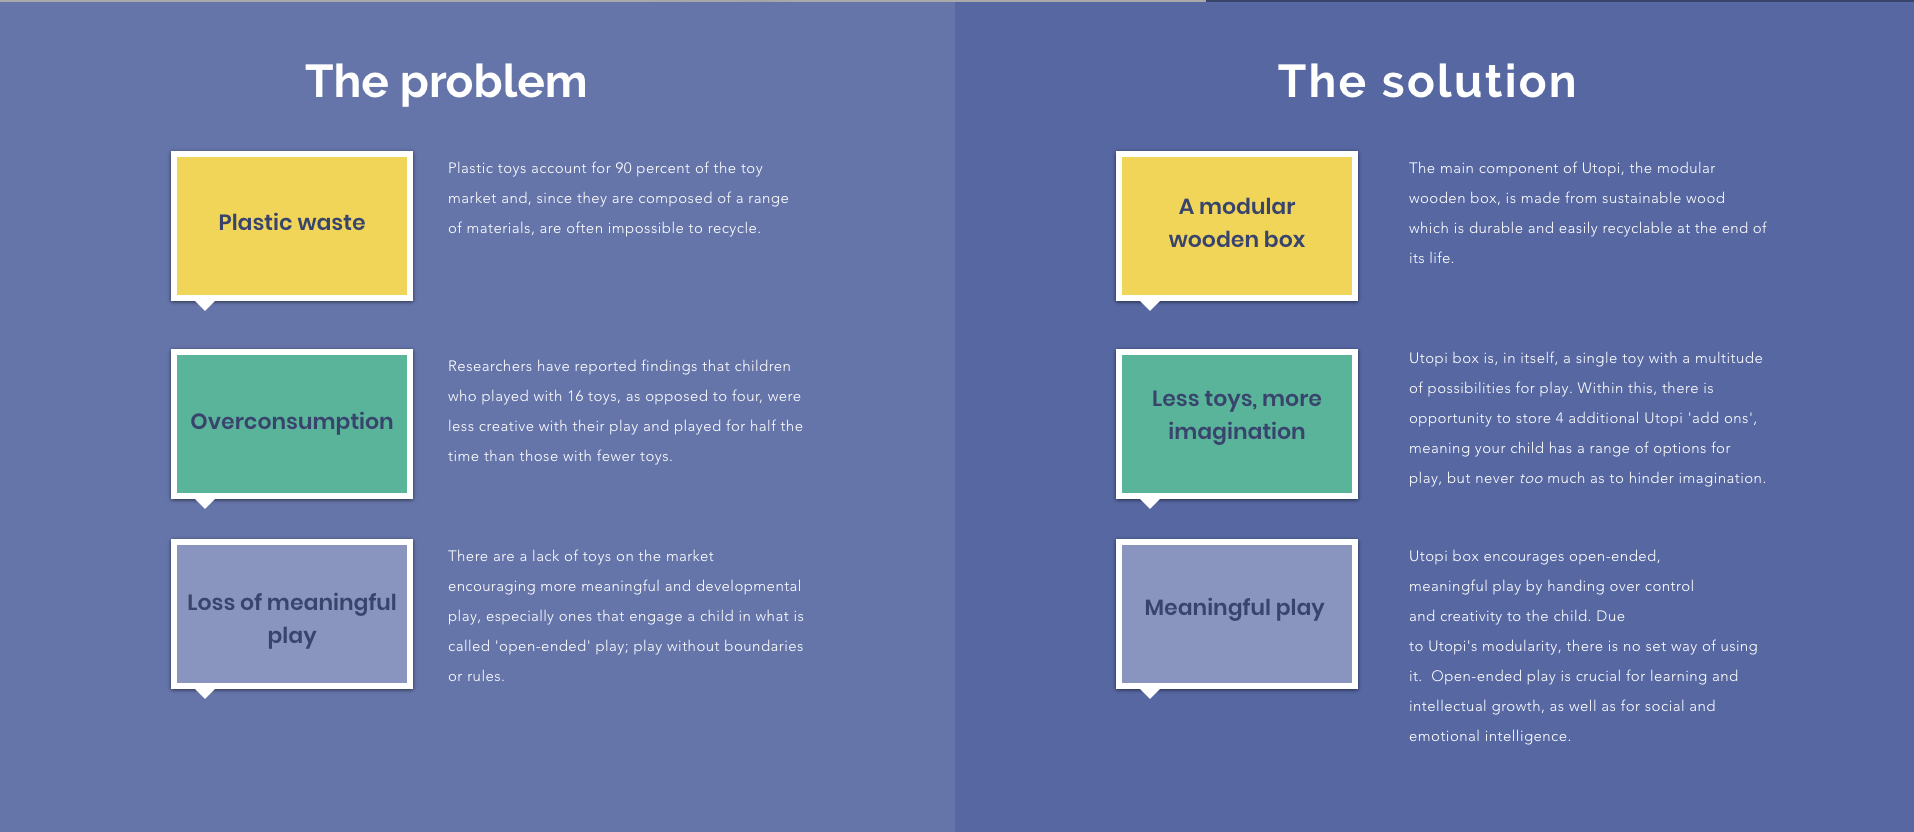 The problem
Plastic waste
Plastic toys account for 90 percent of the toy
market and, since they are composed of a range
of materials, are often impossible to recycle.
Overconsumption
Researchers have reported findings that children
who played with 16 toys, as opposed to four, were
less creative with their play and played for half the
time than those with fewer toys.
Loss of meaningful
play
There are a lack of toys on the market
encouraging more meaningful and developmental
play, especially ones that engage a child in what is
called 'open-ended' play; play without boundaries
or rules.
The solution
A modular
wooden box
The main component of Utopi, the modular
wooden box, is made from sustainable wood
which is durable and easily recyclable at the end of
its life.
Less toys, more
imagination
Utopi box is, in itself, a single toy with a multitude
of possibilities for play. Within this, there is
opportunity to store 4 additional Utopi 'add ons',
meaning your child has a range of options for
play, but never too much as to hinder imagination.
Meaningful play
Utopi box encourages open-ended,
meaningful play by handing over control
and creativity to the child. Due
to Utopi's modularity, there is no set way of using
it.  Open-ended play is crucial for learning and
intellectual growth, as well as for social and
emotional intelligence.